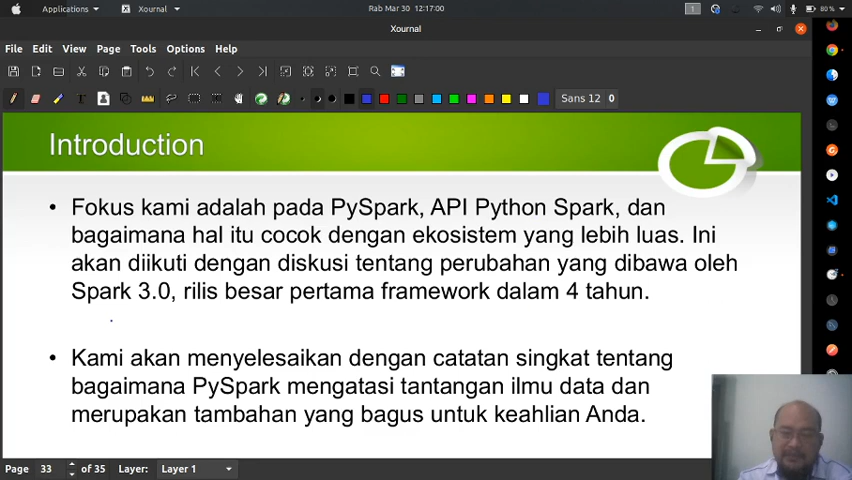 Applications Xournal Rab Mar 30 12:17:00 1 80 %
Xournal
File Edit View Page Tools Options Help
Sans 12 0
Introduction
• Fokus kami adalah pada PySpark, API Python Spark, dan
bagaimana hal itu cocok dengan ekosistem yang lebih luas. Ini
akan diikuti dengan diskusi tentang perubahan yang dibawa oleh
Spark 3.0, rilis besar pertama framework dalam 4 tahun.
• Kami akan menyelesaikan dengan catatan singkat tentang
bagaimana PySpark mengatasi tantangan ilmu data dan
merupakan tambahan yang bagus untuk keahlian Anda.
Page 33 of 35 Layer: Layer 1